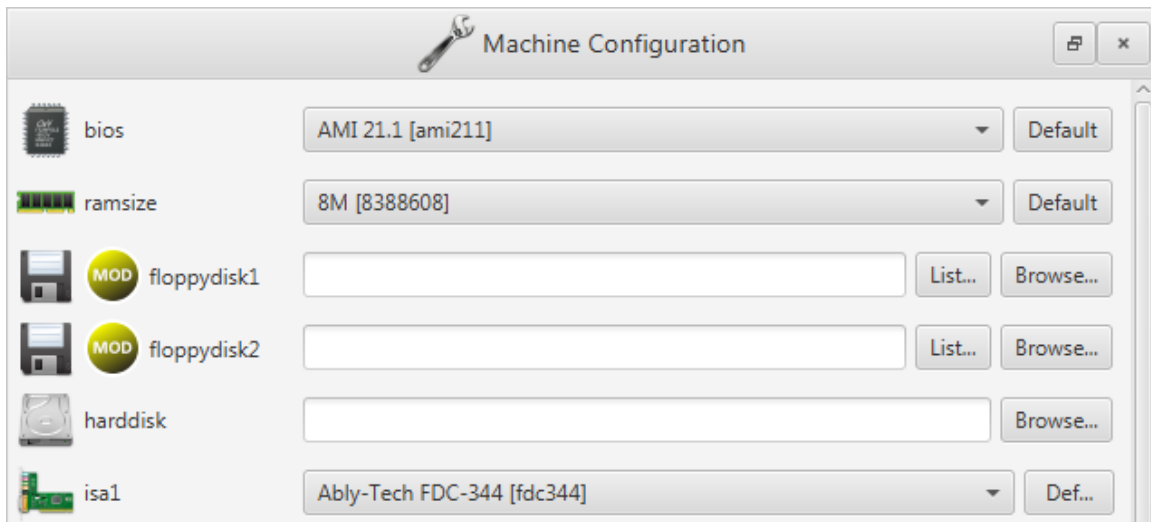 Machine Configuration
bios AMI 21.1 [ami211] Default
ramsize 8M [8388608] Default
MOD floppydisk1 List... Browse...
MOD floppydisk2 List... Browse...
harddisk Browse...
isa1 Ably-Tech FDC-344 [fdc344] Def...